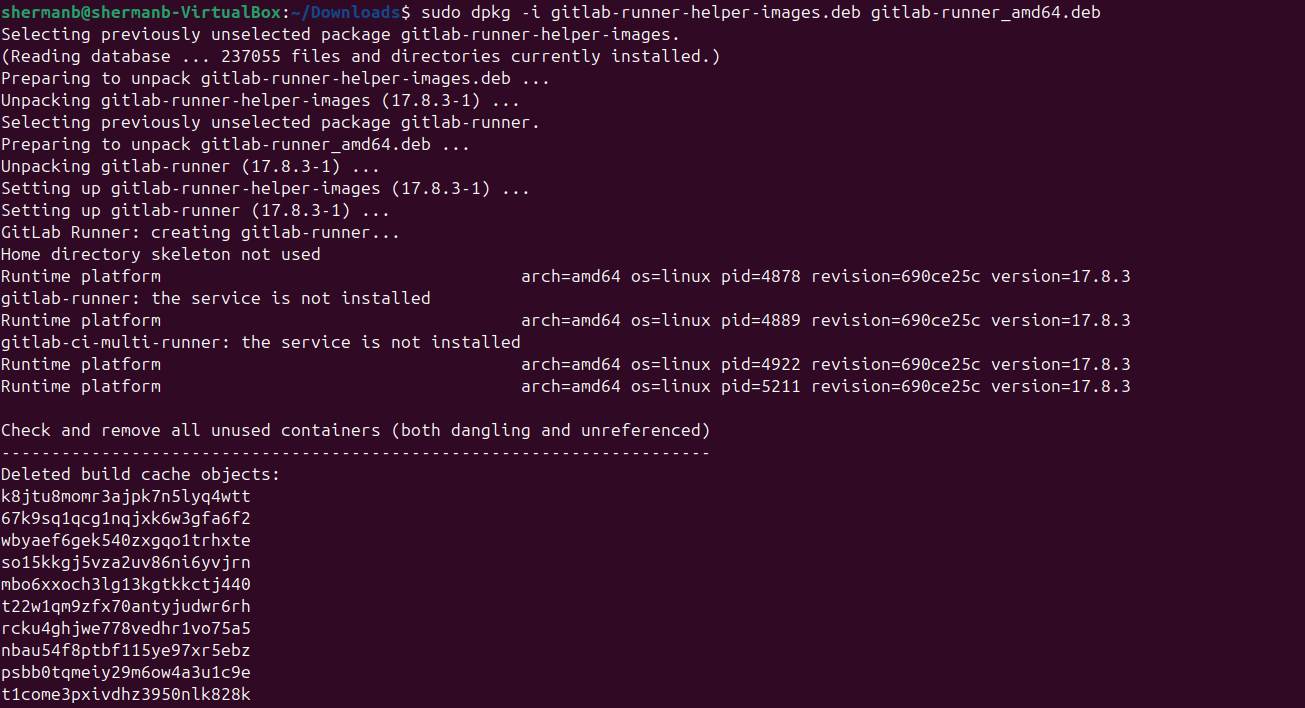 shermanb@shermanb-VirtualBox:~/Downloads$ sudo dpkg -i gitlab-runner-helper-images.deb gitlab-runner_amd64.deb
Selecting previously unselected package gitlab-runner-helper-images.
(Reading database ... 237055 files and directories currently installed.)
Preparing to unpack gitlab-runner-helper-images.deb ...
Unpacking gitlab-runner-helper-images (17.8.3-1) ...
Selecting previously unselected package gitlab-runner.
Preparing to unpack gitlab-runner_amd64.deb ...
Unpacking gitlab-runner (17.8.3-1) ...
Setting up gitlab-runner-helper-images (17.8.3-1) ...
Setting up gitlab-runner (17.8.3-1) ...
GitLab Runner: creating gitlab-runner...
Home directory skeleton not used
Runtime platform                                    arch=amd64 os=linux pid=4878 revision=690ce25c version=17.8.3
gitlab-runner: the service is not installed
Runtime platform                                    arch=amd64 os=linux pid=4889 revision=690ce25c version=17.8.3
gitlab-ci-multi-runner: the service is not installed
Runtime platform                                    arch=amd64 os=linux pid=4922 revision=690ce25c version=17.8.3
Runtime platform                                    arch=amd64 os=linux pid=5211 revision=690ce25c version=17.8.3
Check and remove all unused containers (both dangling and unreferenced)
-----------------------------------------------------------------------
Deleted build cache objects:
k8jtu8momr3ajpk7n5lyq4wtt
67k9sq1qcg1nqjxk6w3gfa6f2
wbyaef6gek540zxgqo1trhxte
so15kkgj5vza2uv86ni6yvjrn
mbo6xxoch3lg13kgtkkctj440
t22w1qm9zfx70antyjudwr6rh
rcku4ghjwe778vedhr1vo75a5
nbau54f8ptbf115ye97xr5ebz
psbb0tqmeiy29m6ow4a3u1c9e
t1come3pxivdhz3950nlk828k